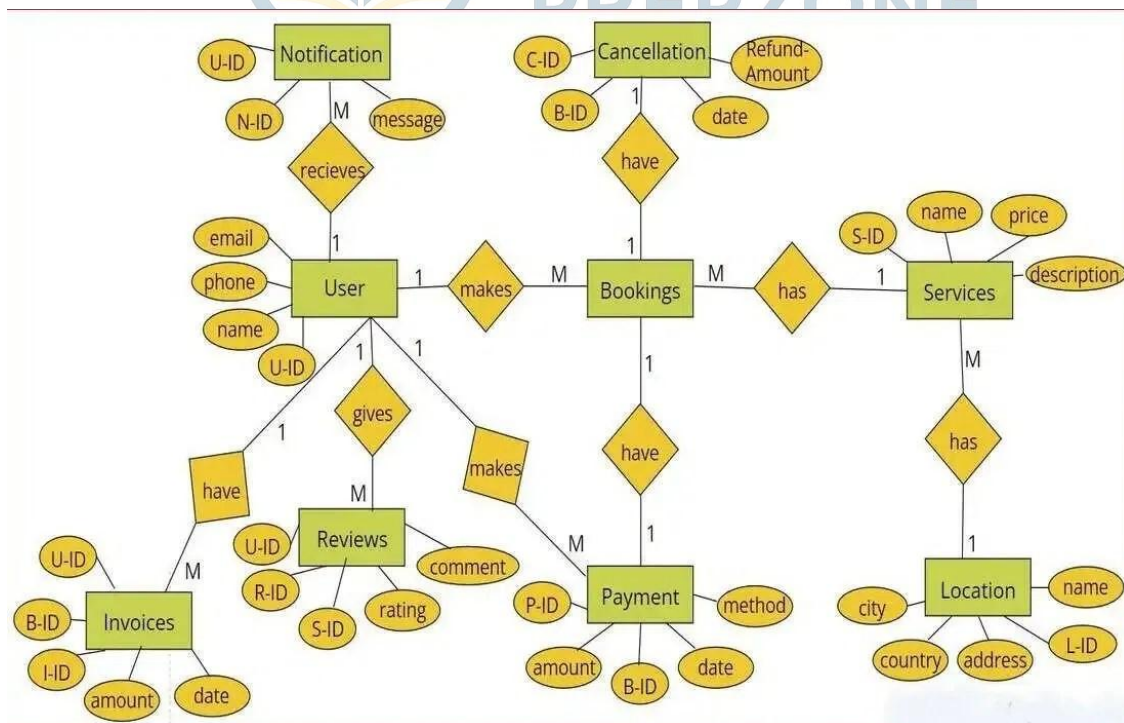 PREPZONE
Notification
U-ID
N-ID
message
M
recieves
1
Cancellation
C-ID
B-ID
Refund-
Amount
date
1
have
1
email
phone
name
U-ID
User
1
makes
M
Bookings
M
has
1
Services
S-ID
name
price
description
1
have
M
1
gives
M
1
makes
M
1
have
1
M
has
1
U-ID
B-ID
I-ID
amount
date
Invoices
Reviews
U-ID
R-ID
S-ID
rating
comment
Payment
P-ID
amount
B-ID
date
method
Location
city
country
address
L-ID
name